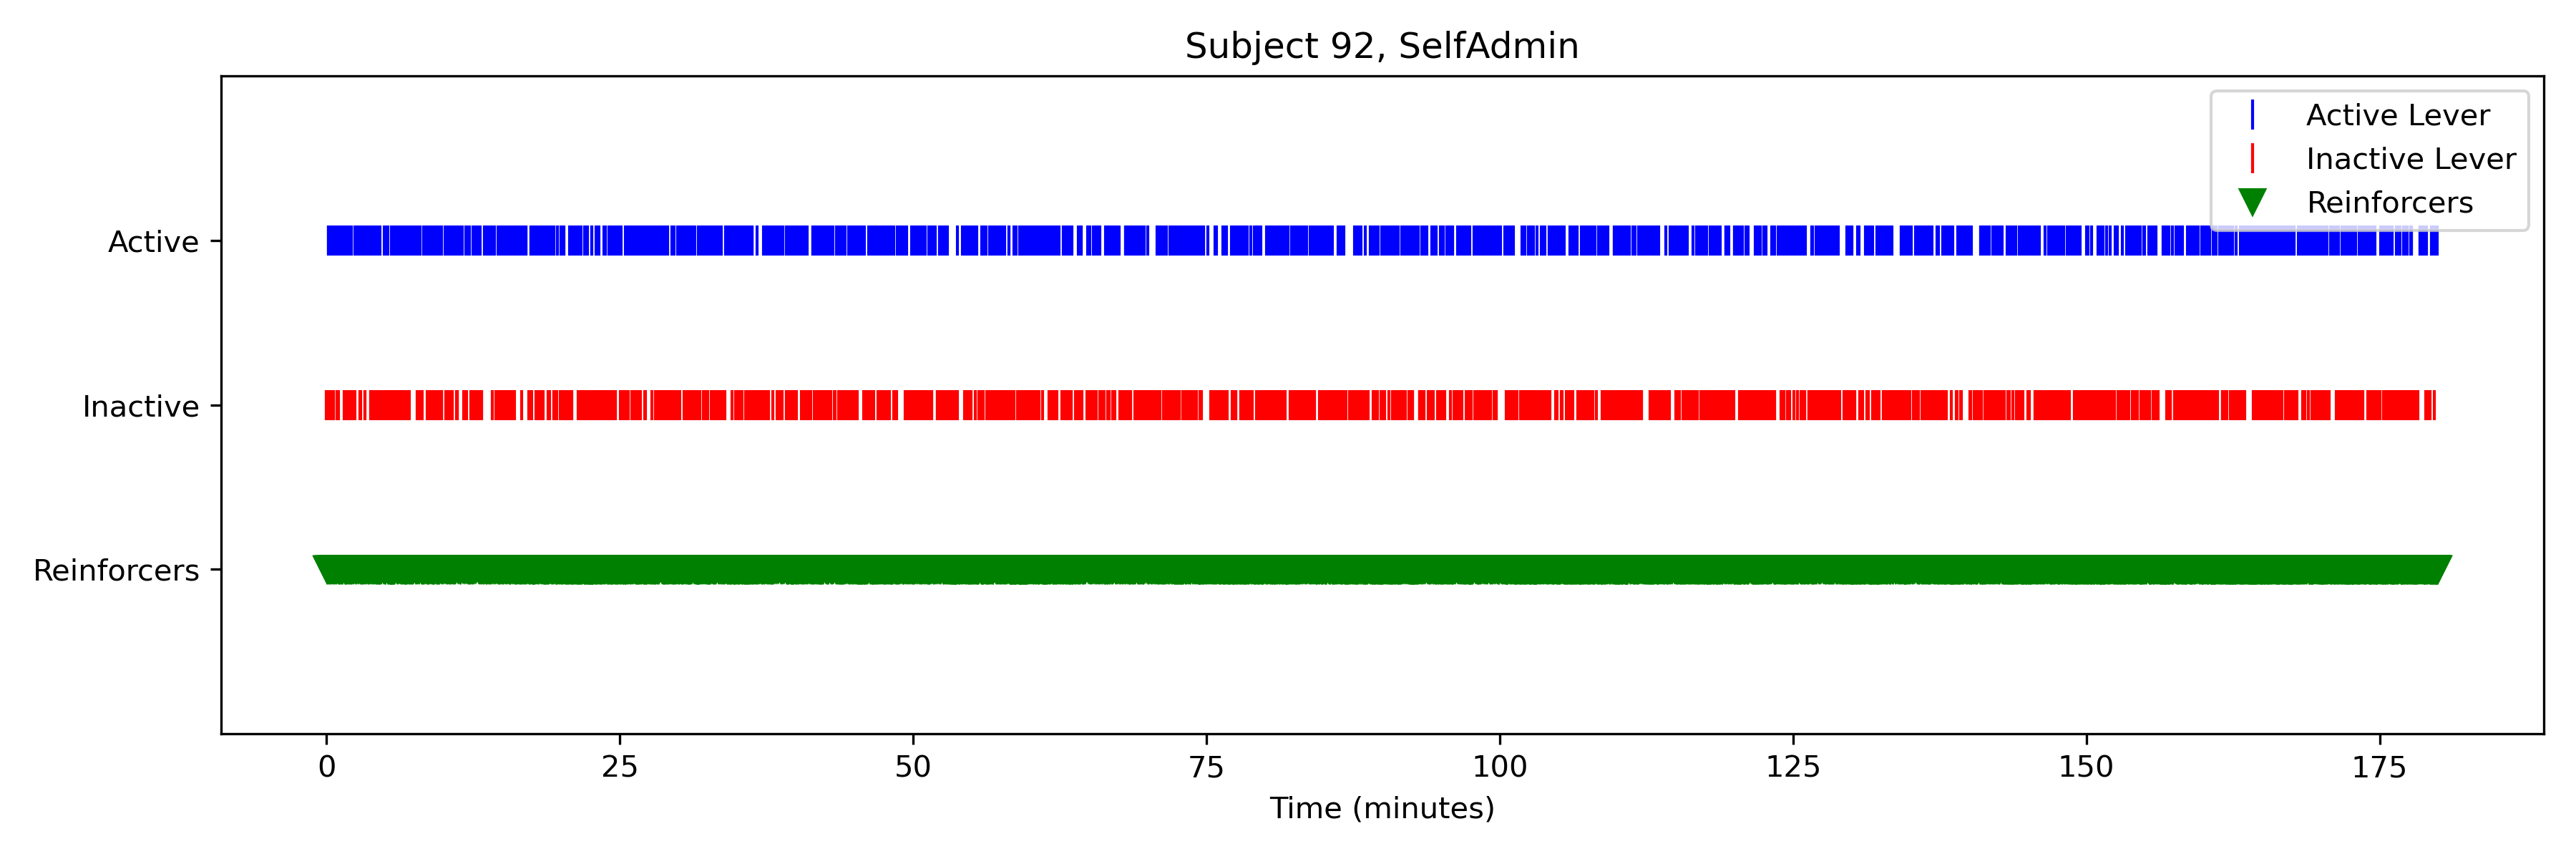 Subject 92, SelfAdmin
Active Lever
Inactive Lever
Reinforcers
Active
Inactive
Reinforcers
0 25 50 75 100 125 150 175
Time (minutes)